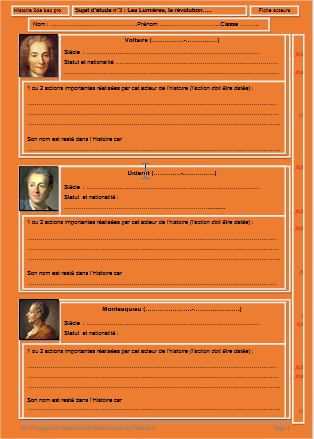 Histoire 2de bac pro
Sujet d'étude n°3 : Les Lumières, la révolution.....
Fiche acteurs
Nom : ........................................Prénom ..............................Classe ..........
Voltaire (................-................)
Siècle : ................................................................
Statut et nationalité ................................................................
1 ou 2 actions importantes réalisées par cet acteur de l'histoire (l'action doit être datée) :
Son nom est resté dans l'Histoire car
Diderot (..............-................)
Siècle : ................................................................
Statut et nationalité :
1 ou 2 actions importantes réalisées par cet acteur de l'histoire (l'action doit être datée) :
Son nom est resté dans l'Histoire car
Montesquieu (....................-......................)
Siècle : ................................................................
Statut et nationalité :
1 ou 2 actions importantes réalisées par cet acteur de l'histoire (l'action doit être datée) :
Son nom est resté dans l'Histoire car